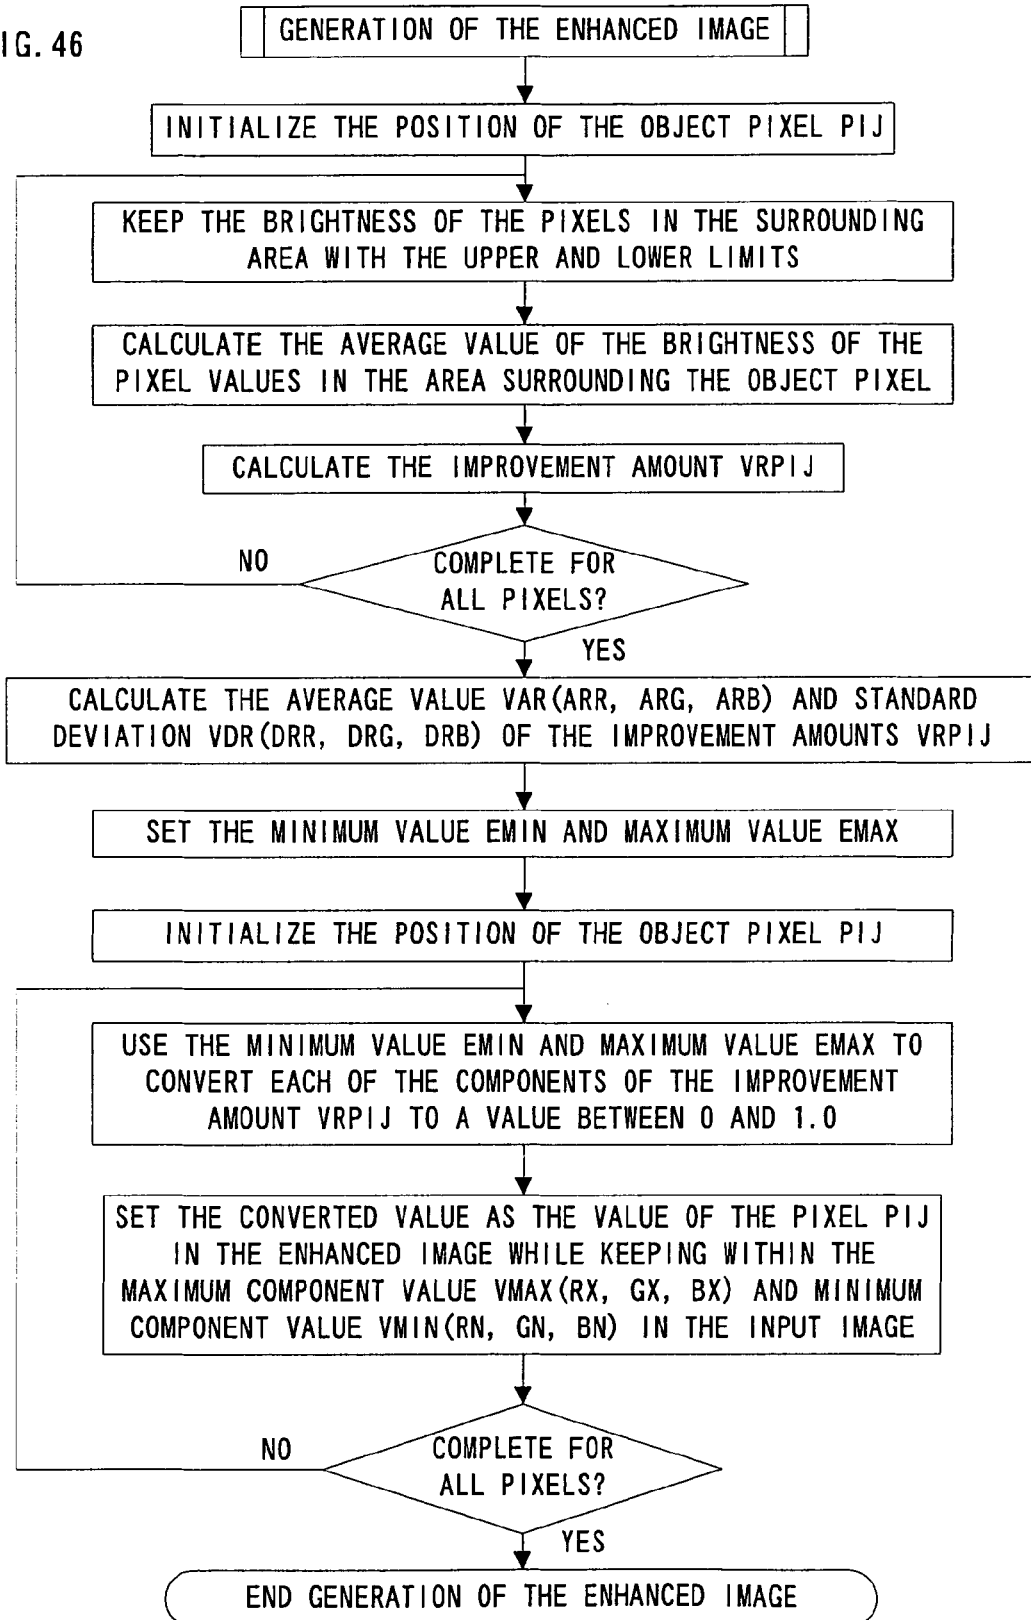 IG. 46
GENERATION OF THE ENHANCED IMAGE
INITIALIZE THE POSITION OF THE OBJECT PIXEL PIJ
KEEP THE BRIGHTNESS OF THE PIXELS IN THE SURROUNDING
AREA WITH THE UPPER AND LOWER LIMITS
CALCULATE THE AVERAGE VALUE OF THE BRIGHTNESS OF THE
PIXEL VALUES IN THE AREA SURROUNDING THE OBJECT PIXEL
CALCULATE THE IMPROVEMENT AMOUNT VRPIJ
NO
COMPLETE FOR
ALL PIXELS?
YES
CALCULATE THE AVERAGE VALUE VAR(ARR, ARG, ARB) AND STANDARD
DEVIATION VDR(DRR, DRG, DRB) OF THE IMPROVEMENT AMOUNTS VRPIJ
SET THE MINIMUM VALUE EMIN AND MAXIMUM VALUE EMAX
INITIALIZE THE POSITION OF THE OBJECT PIXEL PIJ
USE THE MINIMUM VALUE EMIN AND MAXIMUM VALUE EMAX TO
CONVERT EACH OF THE COMPONENTS OF THE IMPROVEMENT
AMOUNT VRPIJ TO A VALUE BETWEEN 0 AND 1.0
SET THE CONVERTED VALUE AS THE VALUE OF THE PIXEL PIJ
IN THE ENHANCED IMAGE WHILE KEEPING WITHIN THE
MAXIMUM COMPONENT VALUE VMAX(RX, GX, BX) AND MINIMUM
COMPONENT VALUE VMIN(RN, GN, BN) IN THE INPUT IMAGE
NO
COMPLETE FOR
ALL PIXELS?
YES
END GENERATION OF THE ENHANCED IMAGE